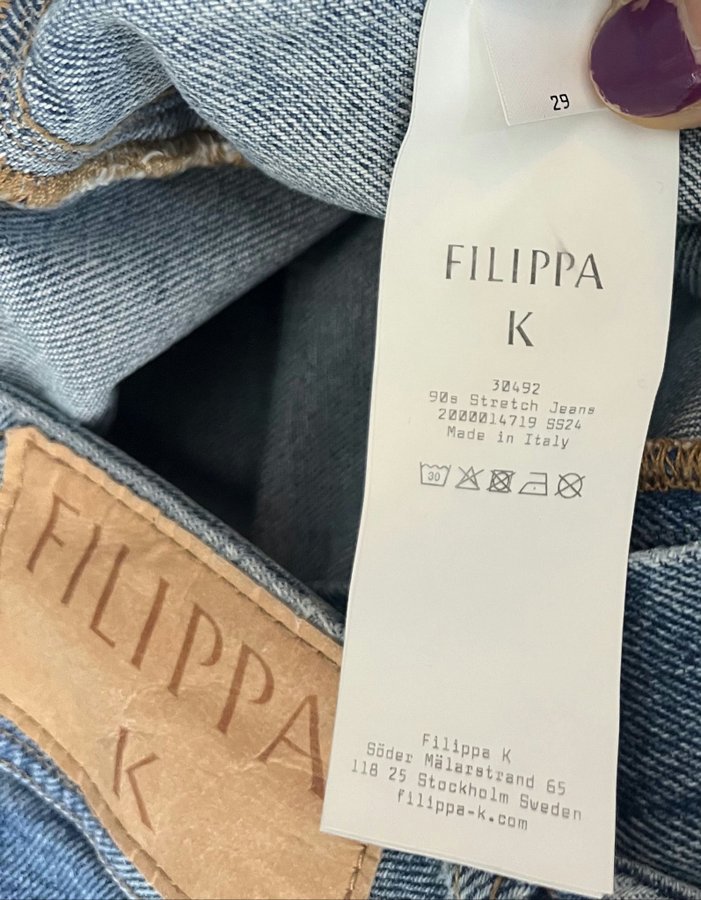 29
FILIPPA
K
30492
90s Stretch Jeans
2000014719 SS24
Made in Italy
30
Filippa K
Söder Mälarstrand 65
118 25 Stockholm Sweden
filippa-k.com
FILIPPA
K